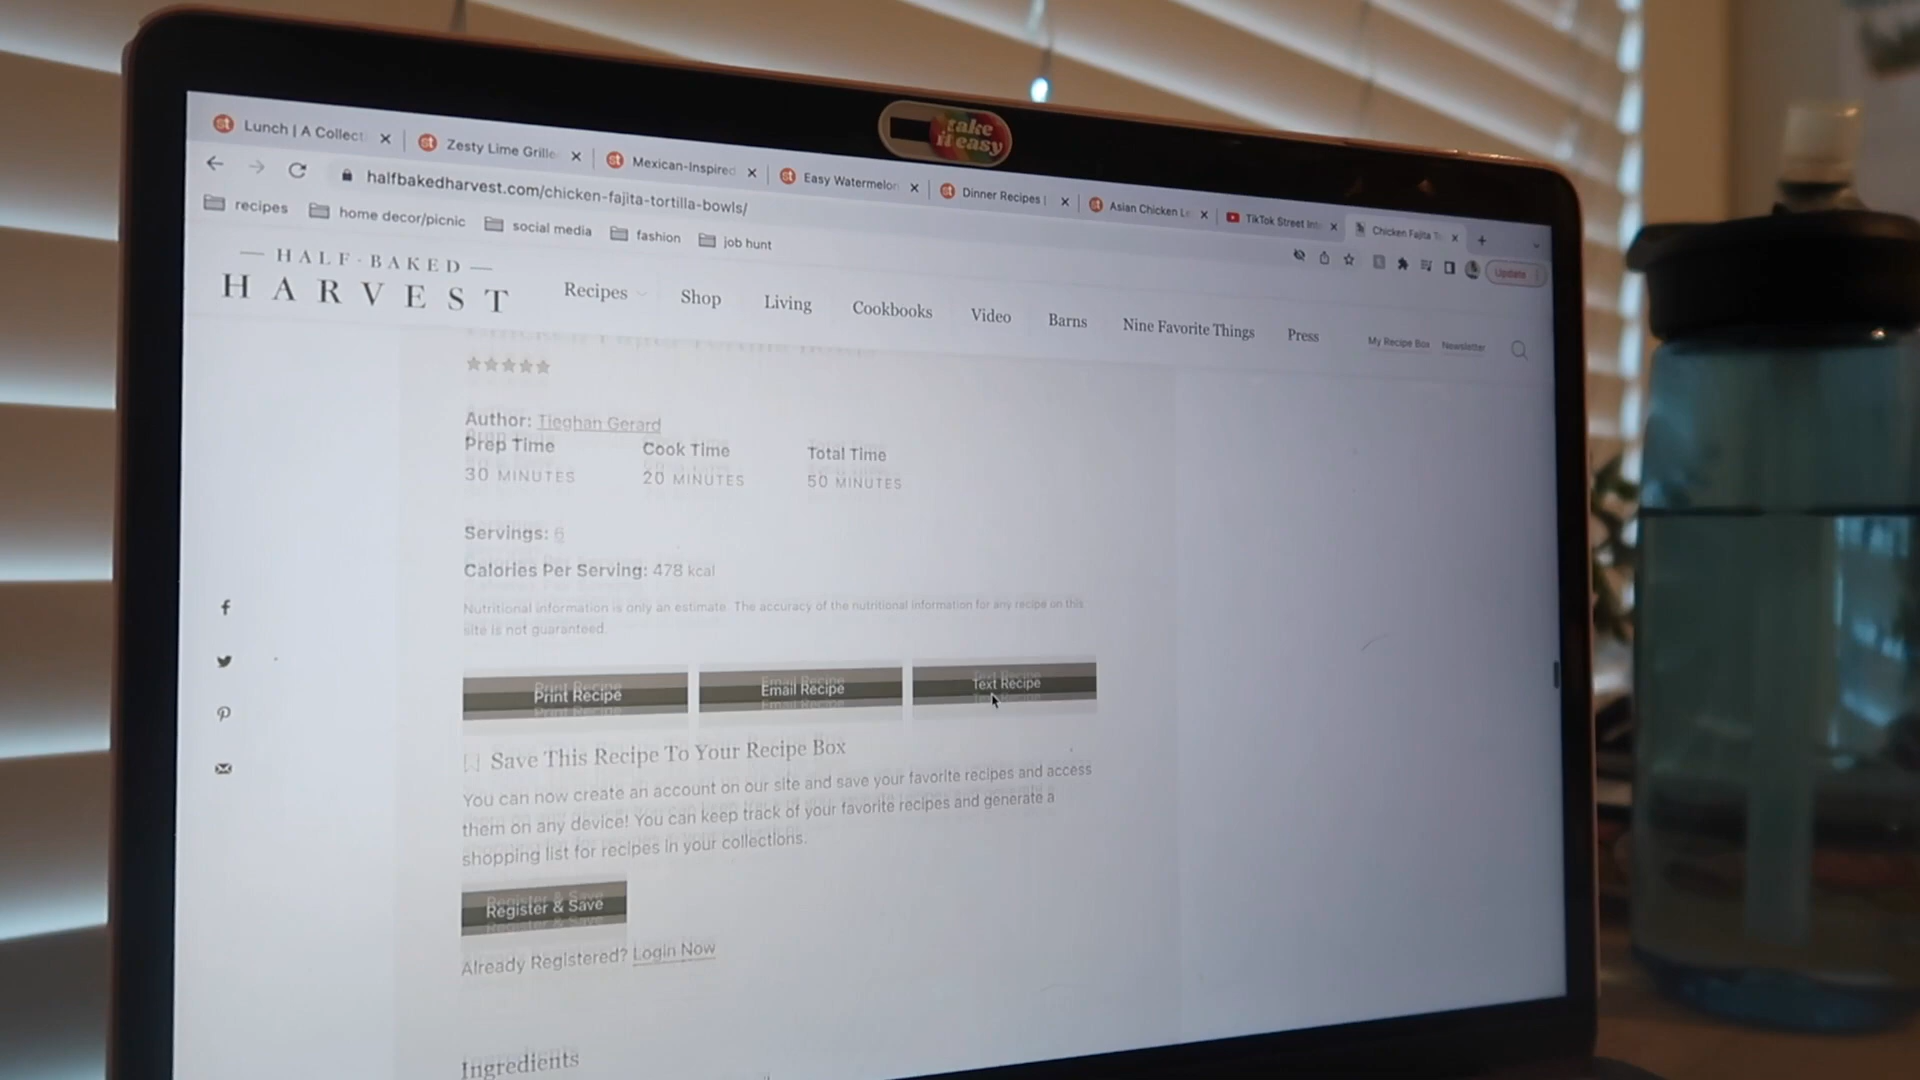 take
it easy
Lunch | A Collect
Zesty Lime Grille
Mexican-Inspired
Easy Watermelon
Dinner Recipes |
Asian Chicken L
TikTok Street Int
Chicken Fajita T
halfbakedharvest.com/chicken-fajita-tortilla-bowls/
Update
recipes
home decor/picnic
social media
fashion
job hunt
HALF-BAKED
HARVEST
Recipes
Shop
Living
Cookbooks
Video
Barns
Nine Favorite Things
Press
My Recipe Box
Newsletter
Author: Tieghan Gerard
Prep Time
Cook Time
Total Time
30 MINUTES
20 MINUTES
50 MINUTES
Servings: 6
Calories Per Serving: 478 kcal
Nutritional information is only an estimate. The accuracy of the nutritional information for any recipe on this
site is not guaranteed.
Print Recipe
Email Recipe
Text Recipe
Save This Recipe To Your Recipe Box
You can now create an account on our site and save your favorite recipes and access
them on any device! You can keep track of your favorite recipes and generate a
shopping list for recipes in your collections.
Register & Save
Already Registered? Login Now
Ingredients